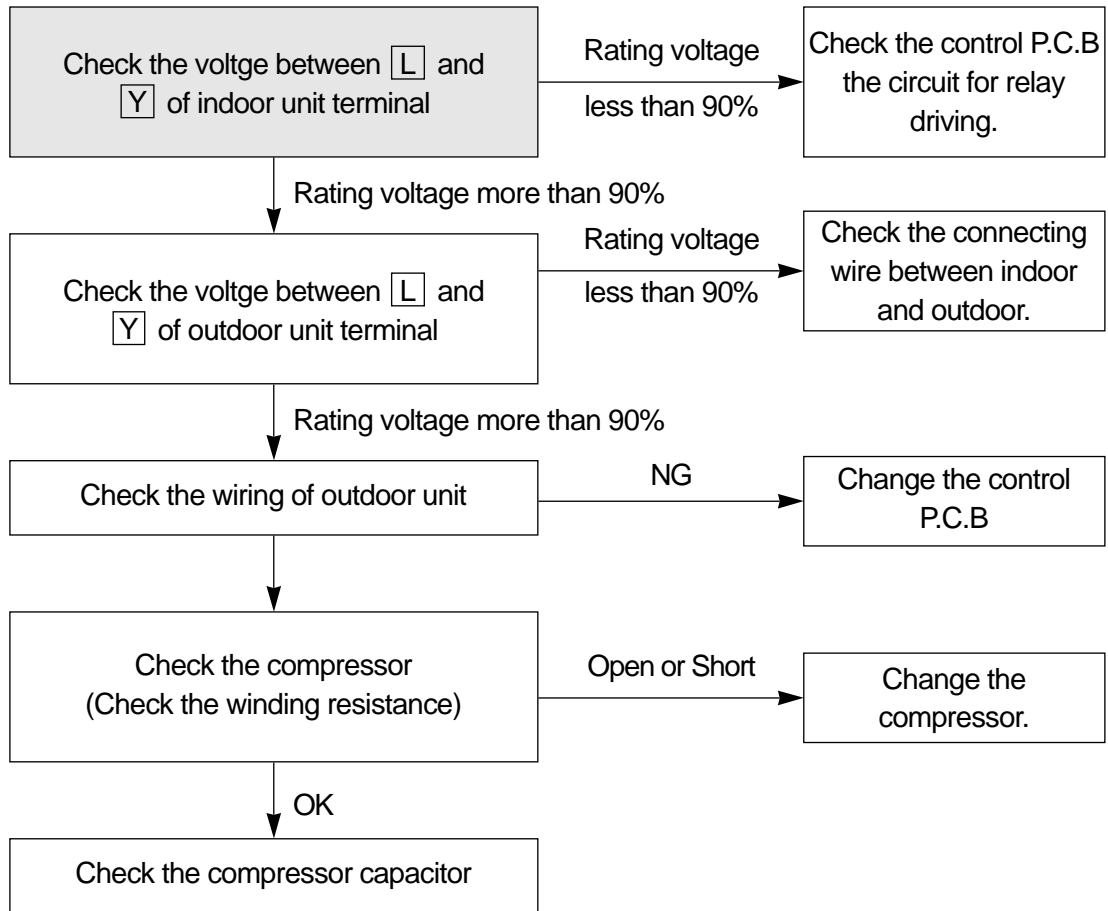 Check the voltge between L and
Y of indoor unit terminal
Rating voltage
less than 90%
Check the control P.C.B
the circuit for relay
driving.
Rating voltage more than 90%
Check the voltge between L and
Y of outdoor unit terminal
Rating voltage
less than 90%
Check the connecting
wire between indoor
and outdoor.
Rating voltage more than 90%
Check the wiring of outdoor unit
NG
Change the control
P.C.B
Check the compressor
(Check the winding resistance)
Open or Short
Change the
compressor.
OK
Check the compressor capacitor